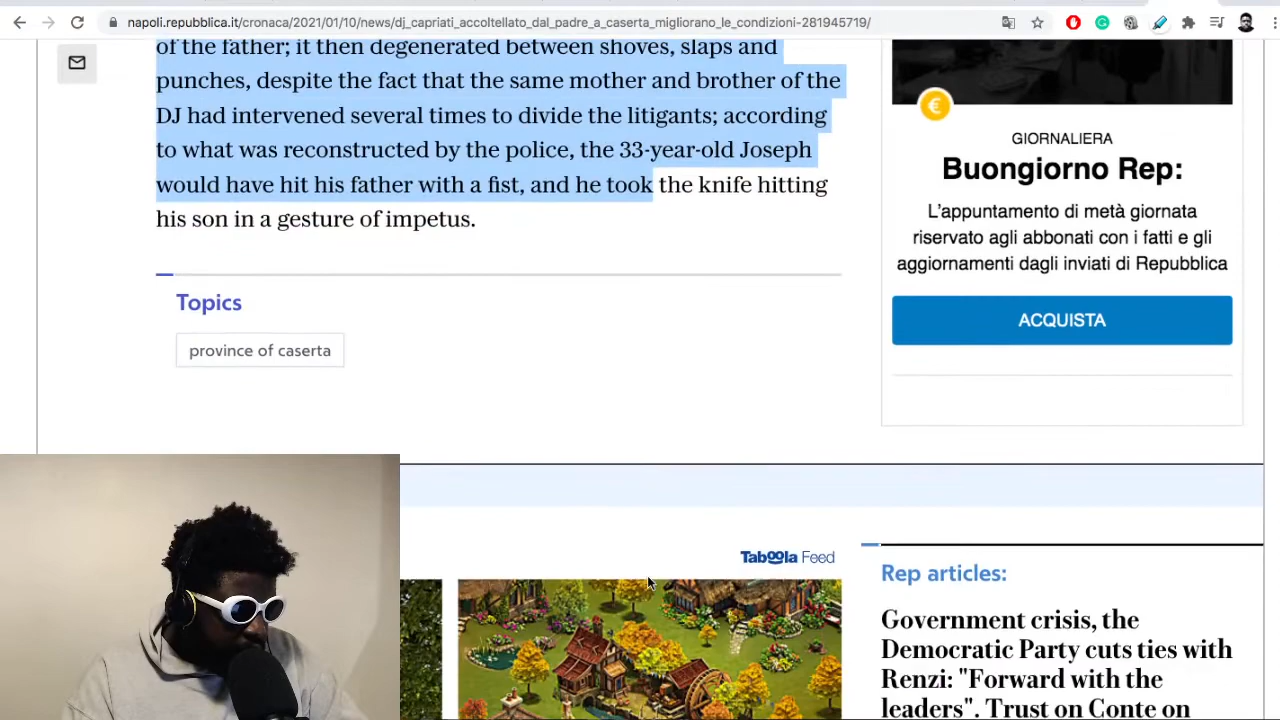 napoli.repubblica.it/cronaca/2021/01/10/news/dj_capriati_accoltellato_dal_padre_a_caserta_migliorano_le_condizioni-281945719/
of the father; it then degenerated between shoves, slaps and
punches, despite the fact that the same mother and brother of the
DJ had intervened several times to divide the litigants; according
to what was reconstructed by the police, the 33-year-old Joseph
would have hit his father with a fist, and he took the knife hitting
his son in a gesture of impetus.
Topics
province of caserta
€
GIORNALIERA
Buongiorno Rep:
L'appuntamento di metà giornata
riservato agli abbonati con i fatti e gli
aggiornamenti dagli inviati di Repubblica
ACQUISTA
Taboola Feed
Rep articles:
Government crisis, the
Democratic Party cuts ties with
Renzi: "Forward with the
leaders". Trust on Conte on